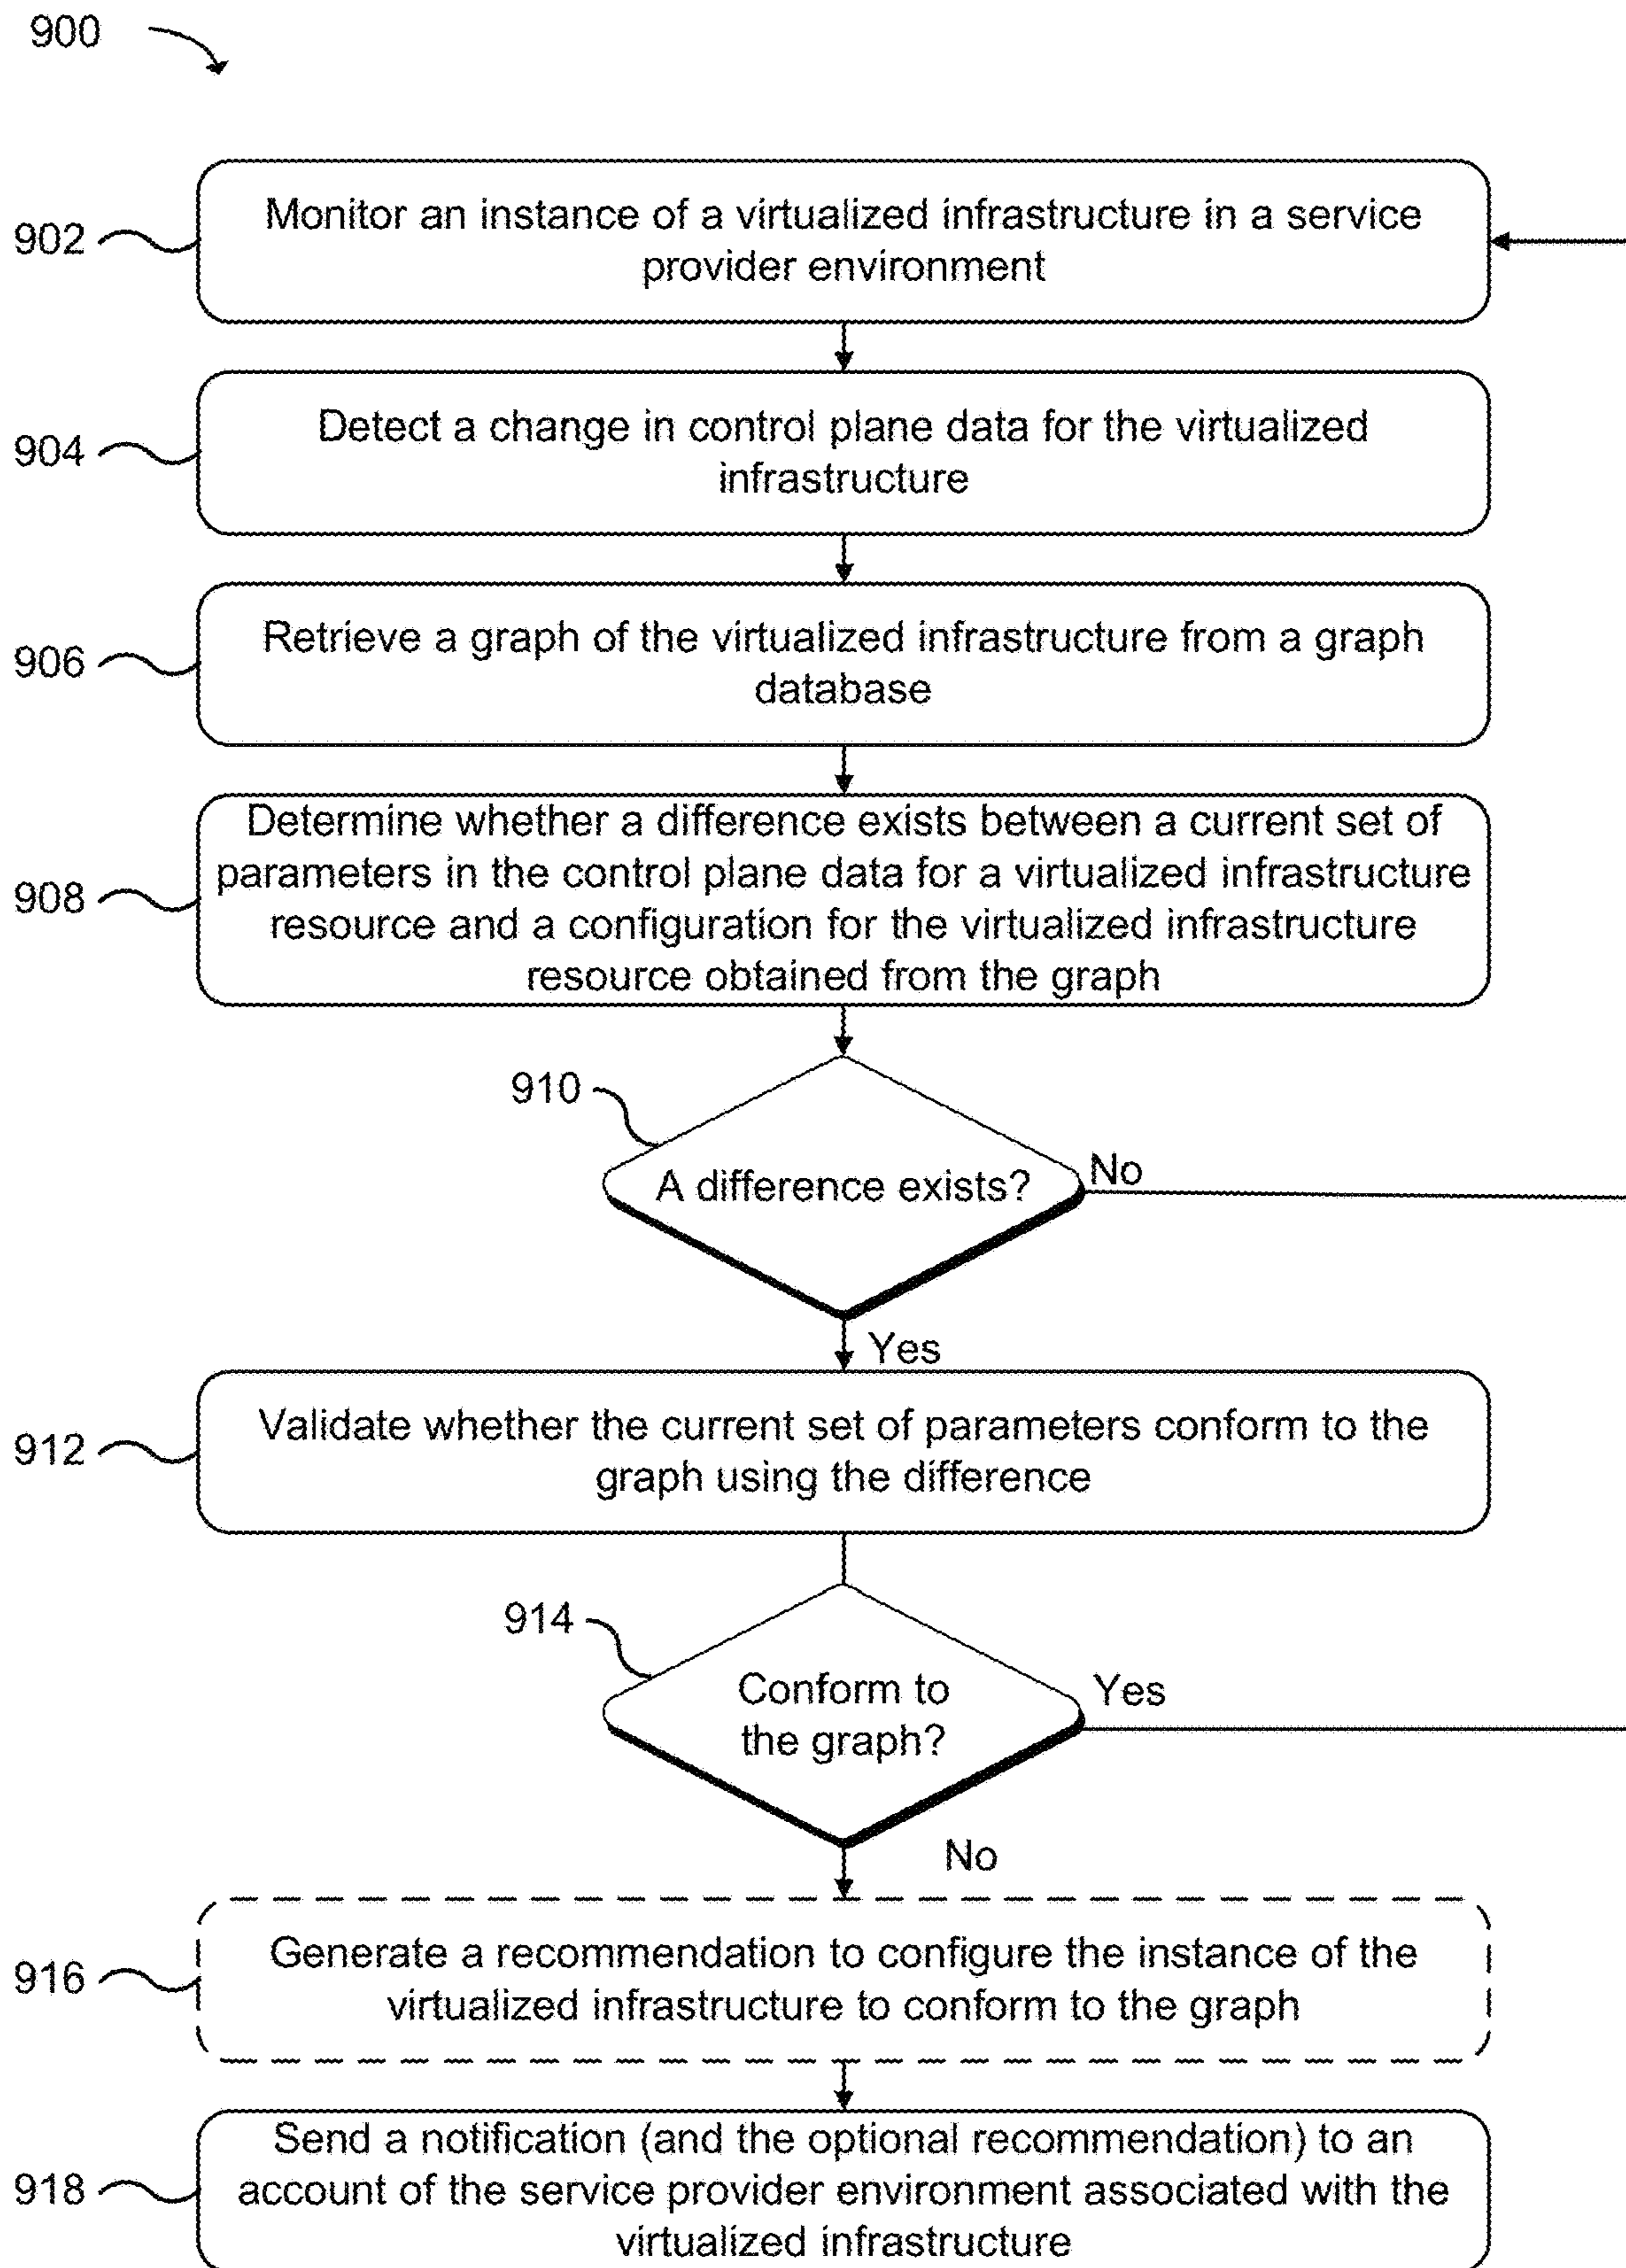 900
902
Monitor an instance of a virtualized infrastructure in a service
provider environment
904
Detect a change in control plane data for the virtualized
infrastructure
906
Retrieve a graph of the virtualized infrastructure from a graph
database
908
Determine whether a difference exists between a current set of
parameters in the control plane data for a virtualized infrastructure
resource and a configuration for the virtualized infrastructure
resource obtained from the graph
910
A difference exists?
No
Yes
912
Validate whether the current set of parameters conform to the
graph using the difference
914
Conform to
the graph?
Yes
No
916
Generate a recommendation to configure the instance of the
virtualized infrastructure to conform to the graph
918
Send a notification (and the optional recommendation) to an
account of the service provider environment associated with the
virtualized infrastructure